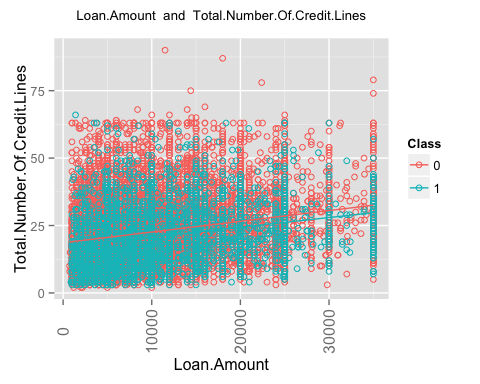 Loan.Amount and Total.Number.Of.Credit.Lines
Total.Number.Of.Credit.Lines
75
50
25
0
0
10000
20000
30000
Loan.Amount
Class
0
1